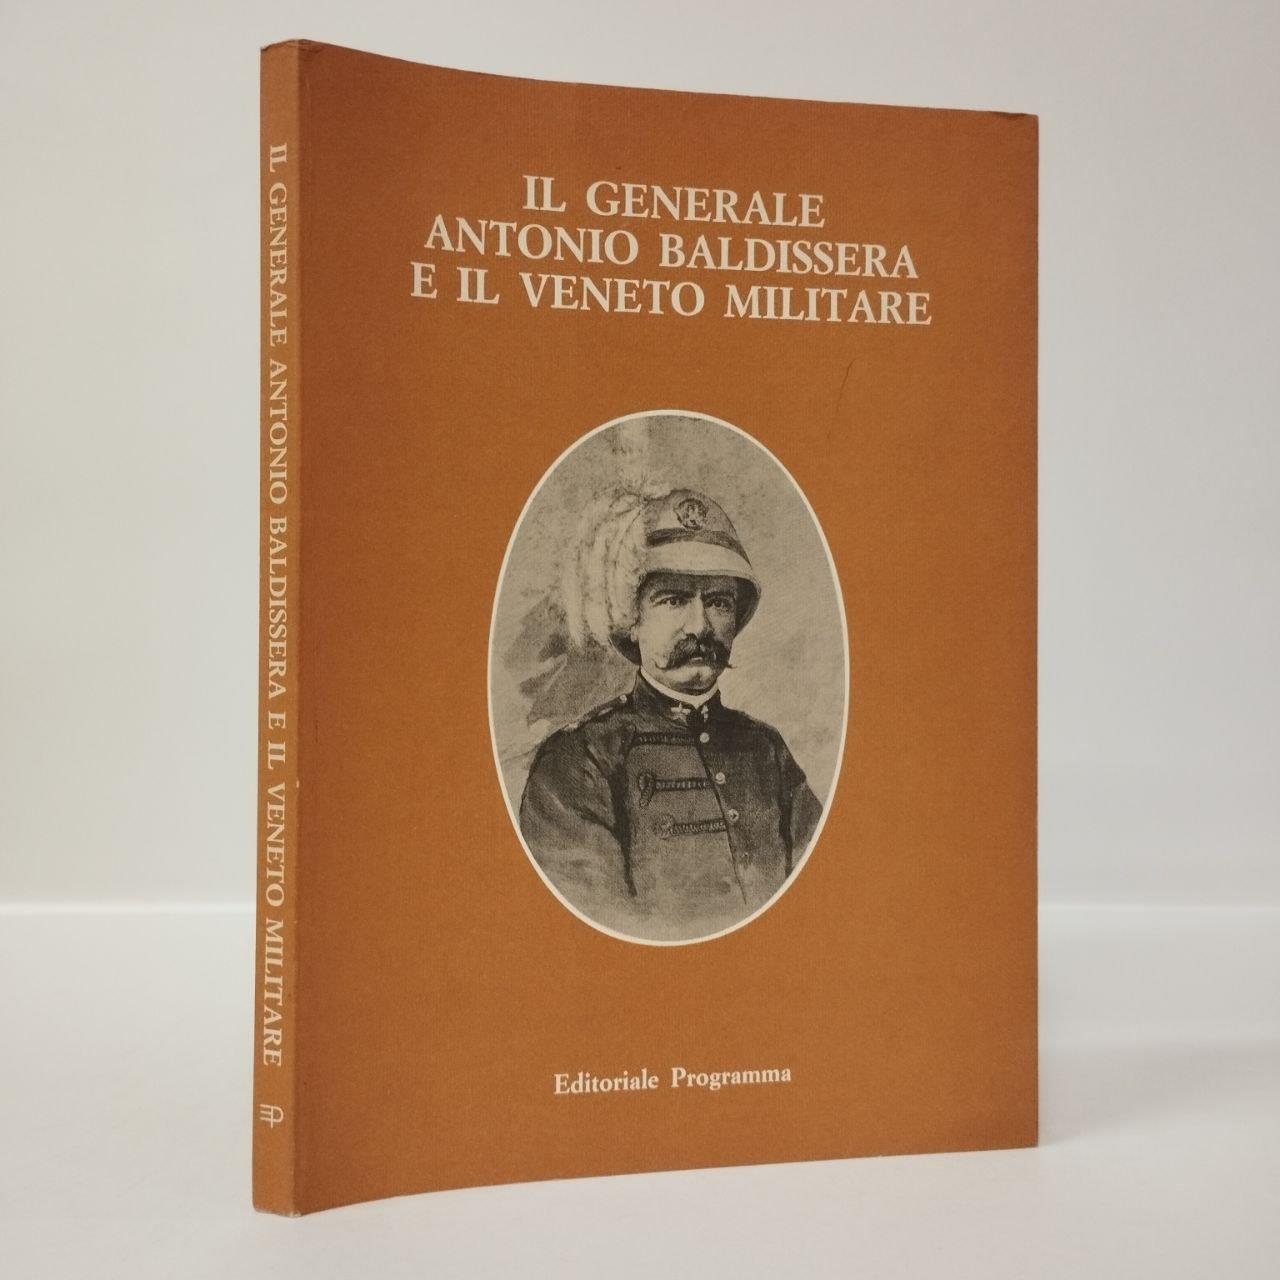 IL GENERALE
ANTONIO BALDISSERA
E IL VENETO MILITARE
Editoriale Programma
IL GENERALE ANTONIO BALDISSERA E IL VENETO MILITARE